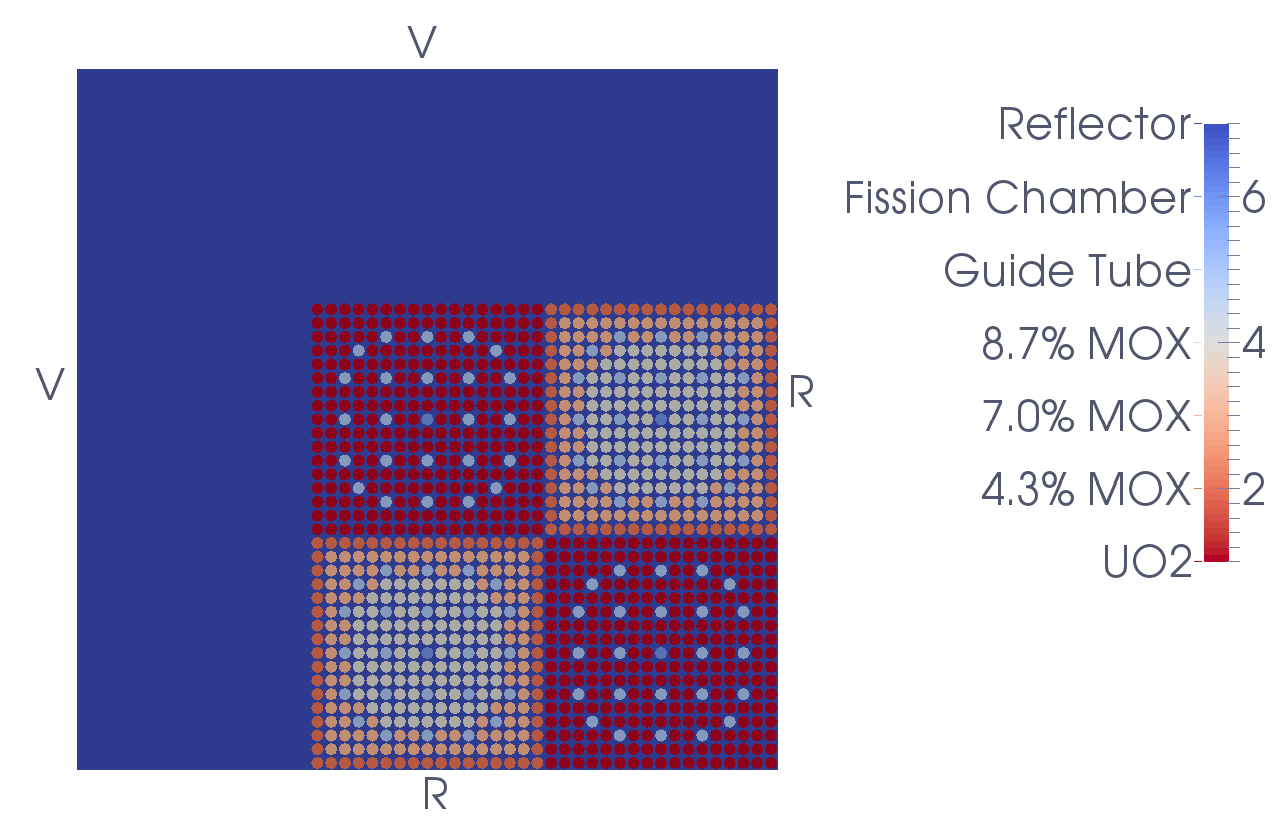 V
V
R
R
Reflector
Fission Chamber 6
Guide Tube
8.7% MOX 4
7.0% MOX
4.3% MOX 2
UO2